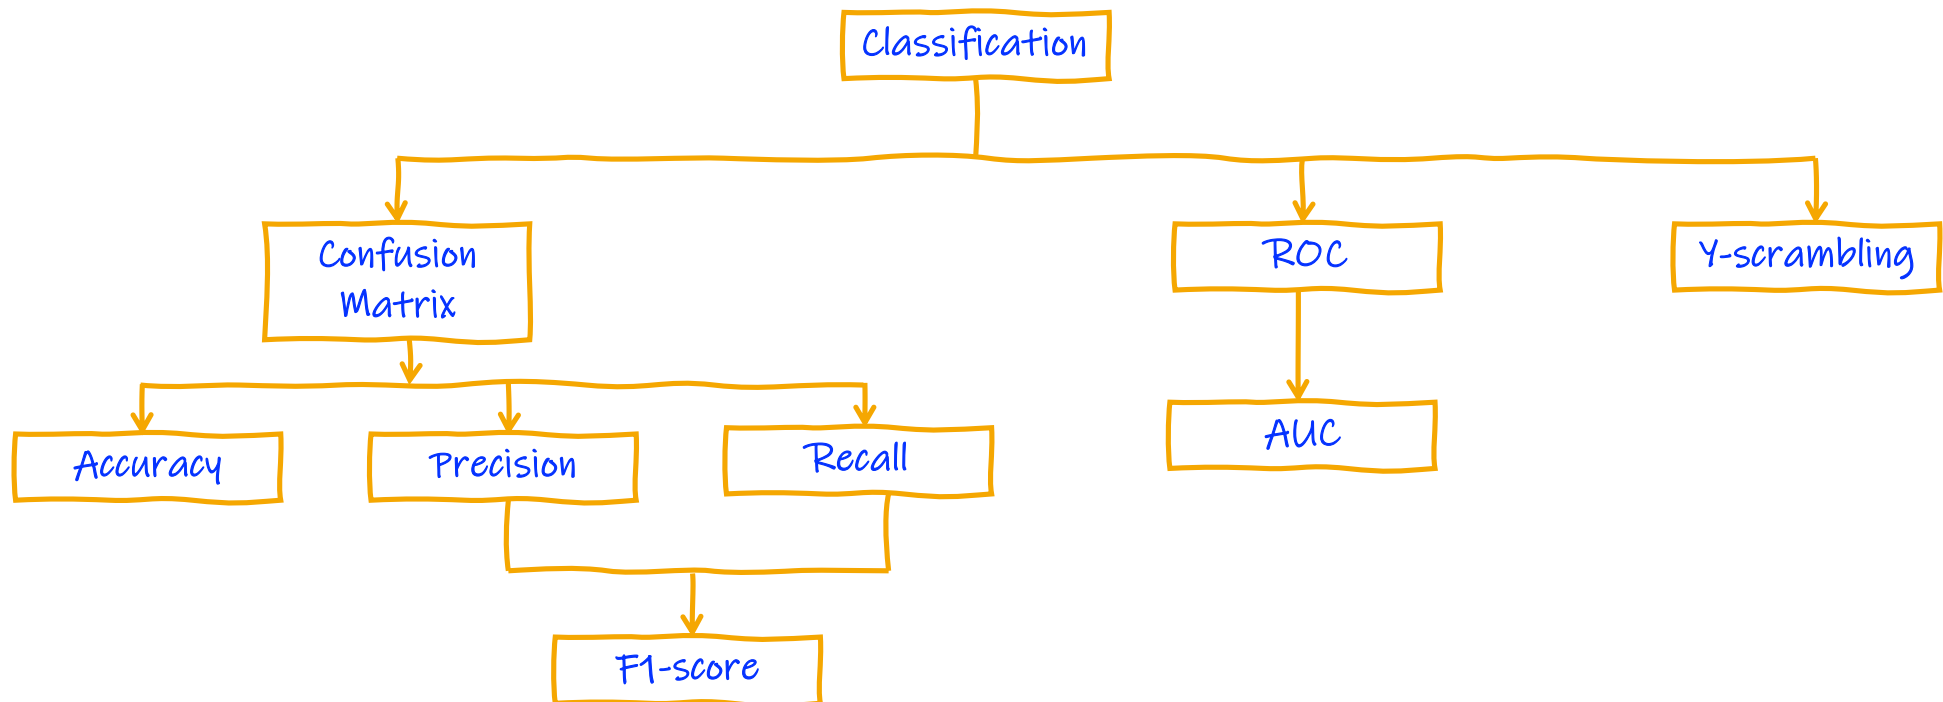 Classification
Confusion
Matrix
ROC
Y-scrambling
Accuracy
Precision
Recall
AUC
F1-score